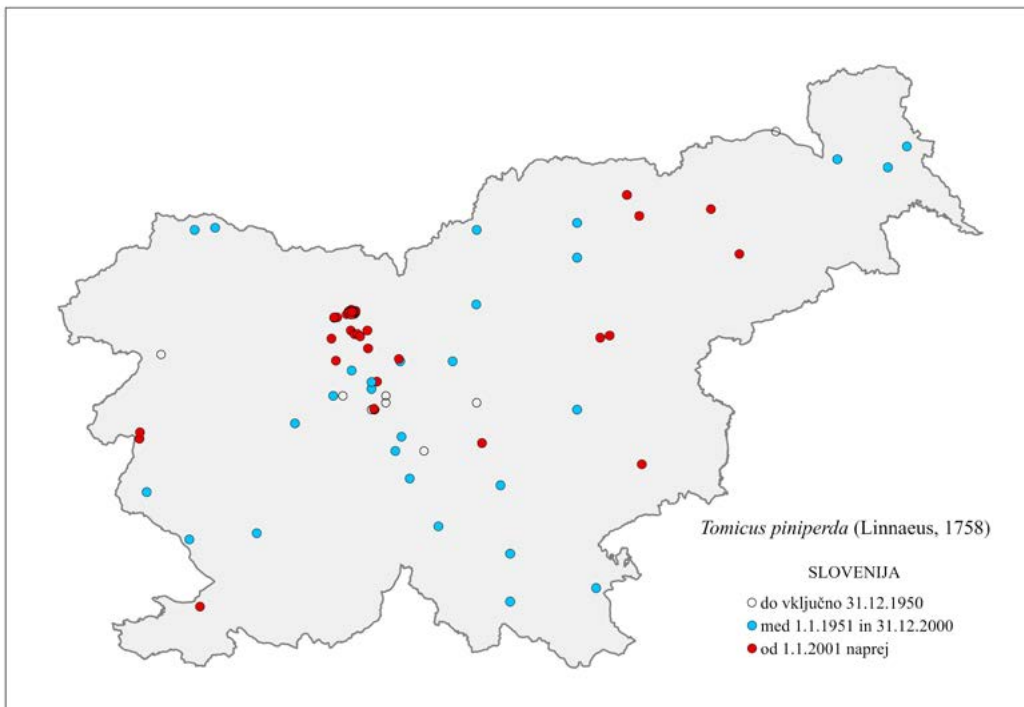 Tomicus piniperda (Linnaeus, 1758)
SLOVENIJA
do vključno 31.12.1950
med 1.1.1951 in 31.12.2000
od 1.1.2001 naprej